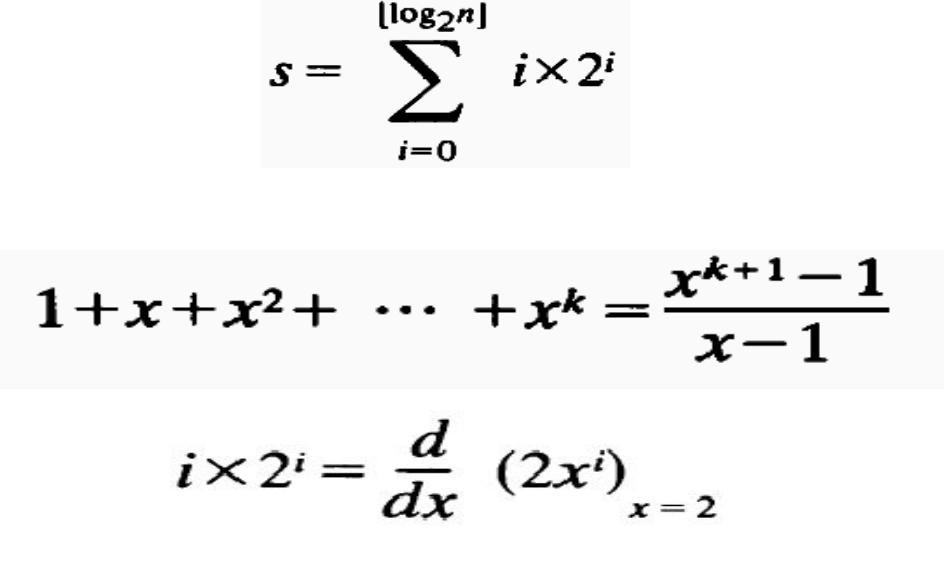 s = ∑_{i=0}^{⌊log₂n⌋} i×2ⁱ
1+x+x²+ ⋯ +xᵏ = (xᵏ⁺¹−1)/(x−1)
i×2ⁱ = d/dx (2xⁱ)_{x=2}